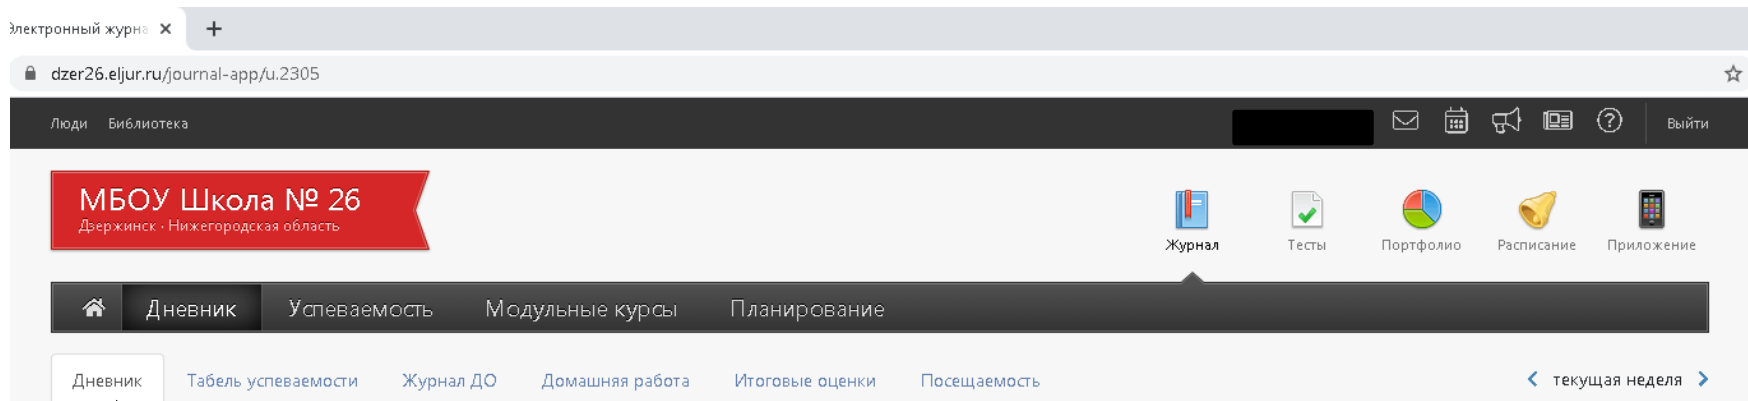 Электронный журна
dzer26.eljur.ru/journal-app/u.2305
Люди Библиотека Выйти
МБОУ Школа № 26
Дзержинск · Нижегородская область
Журнал Тесты Портфолио Расписание Приложение
Дневник Успеваемость Модульные курсы Планирование
Дневник Табель успеваемости Журнал ДО Домашняя работа Итоговые оценки Посещаемость текущая неделя